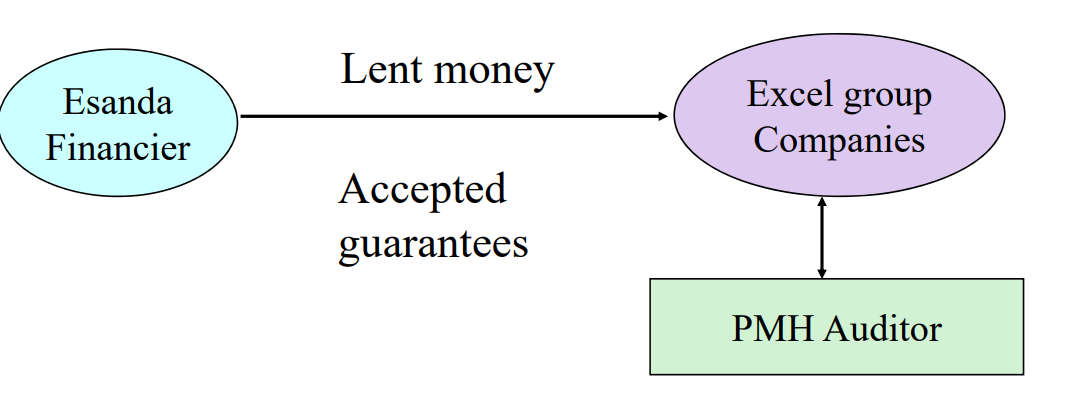 Esanda
Financier
Lent money
Accepted
guarantees
Excel group
Companies
PMH Auditor